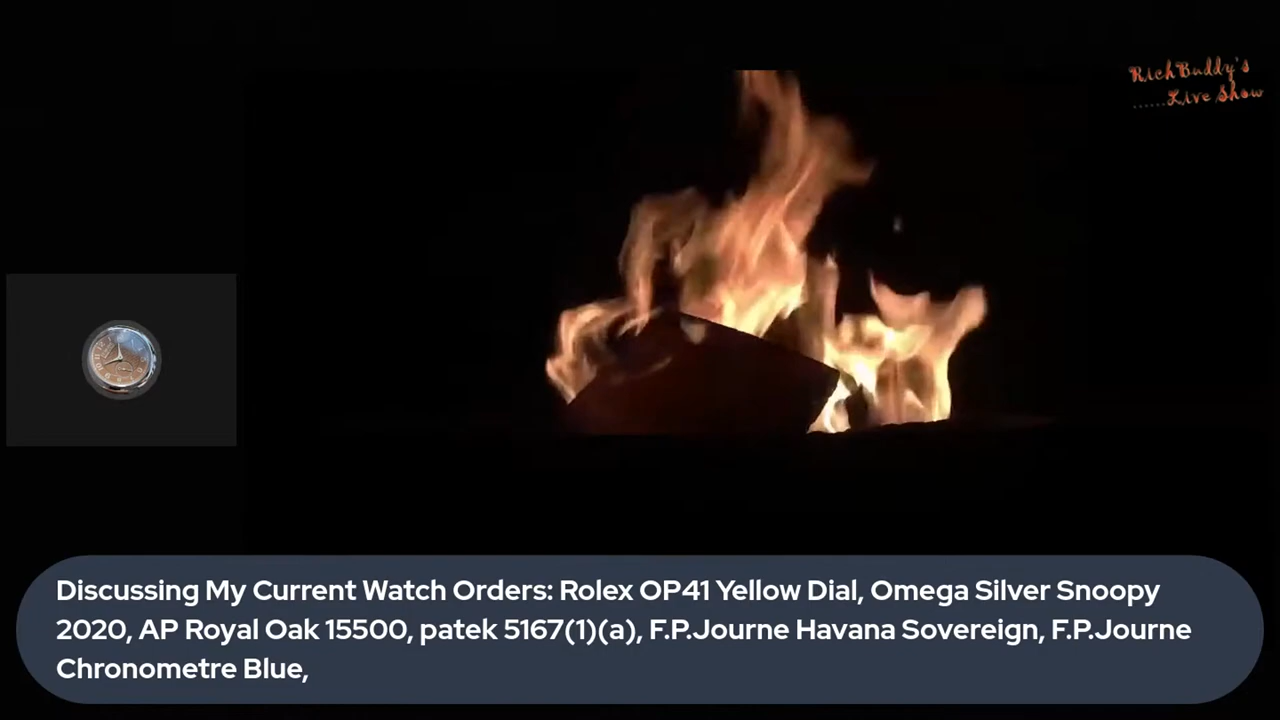 RichBuddy's
......Live Show
Discussing My Current Watch Orders: Rolex OP41 Yellow Dial, Omega Silver Snoopy
2020, AP Royal Oak 15500, patek 5167(1)(a), F.P.Journe Havana Sovereign, F.P.Journe
Chronometre Blue,